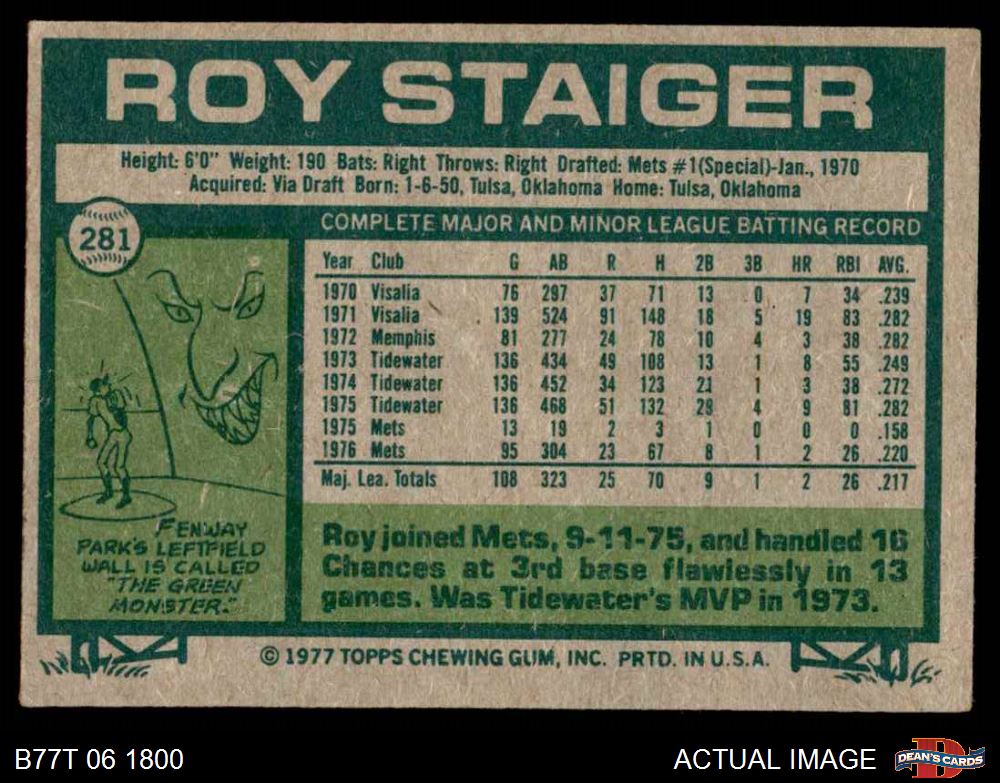 ROY STAIGER
Height: 6'0" Weight: 190 Bats: Right Throws: Right Drafted: Mets #1(Special)-Jan., 1970
Acquired: Via Draft Born: 1-6-50, Tulsa, Oklahoma Home: Tulsa, Oklahoma
281
COMPLETE MAJOR AND MINOR LEAGUE BATTING RECORD
Year Club G AB R H 2B 3B HR RBI AVG.
1970 Visalia 76 297 37 71 13 0 7 34 .239
1971 Visalia 139 524 91 148 18 5 19 83 .282
1972 Memphis 81 277 24 78 10 4 3 38 .282
1973 Tidewater 136 434 49 108 13 1 8 55 .249
1974 Tidewater 136 452 34 123 21 1 3 38 .272
1975 Tidewater 136 468 51 132 29 4 9 81 .282
1975 Mets 13 19 2 3 1 0 0 0 .158
1976 Mets 95 304 23 67 8 1 2 26 .220
Maj. Lea. Totals 108 323 25 70 9 1 2 26 .217
FENWAY
PARK'S LEFTFIELD
WALL IS CALLED
"THE GREEN
MONSTER."
Roy joined Mets, 9-11-75, and handled 16
Chances at 3rd base flawlessly in 13
games. Was Tidewater's MVP in 1973.
© 1977 TOPPS CHEWING GUM, INC. PRTD. IN U.S.A.
B77T 06 1800
ACTUAL IMAGE
DEAN'S CARDS